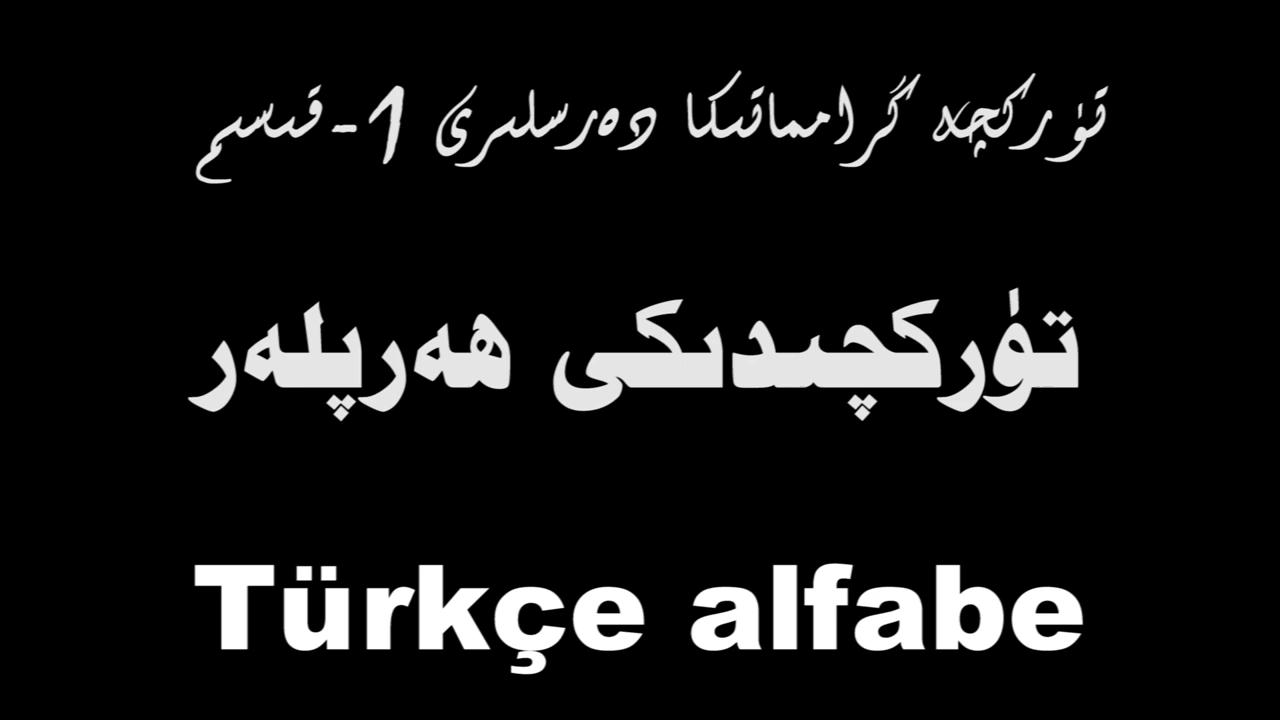 تۈركچە گرامماتىكا دەرسلىرى 1-قىسىم
تۈركچىدىكى ھەرپلەر
Türkçe alfabe